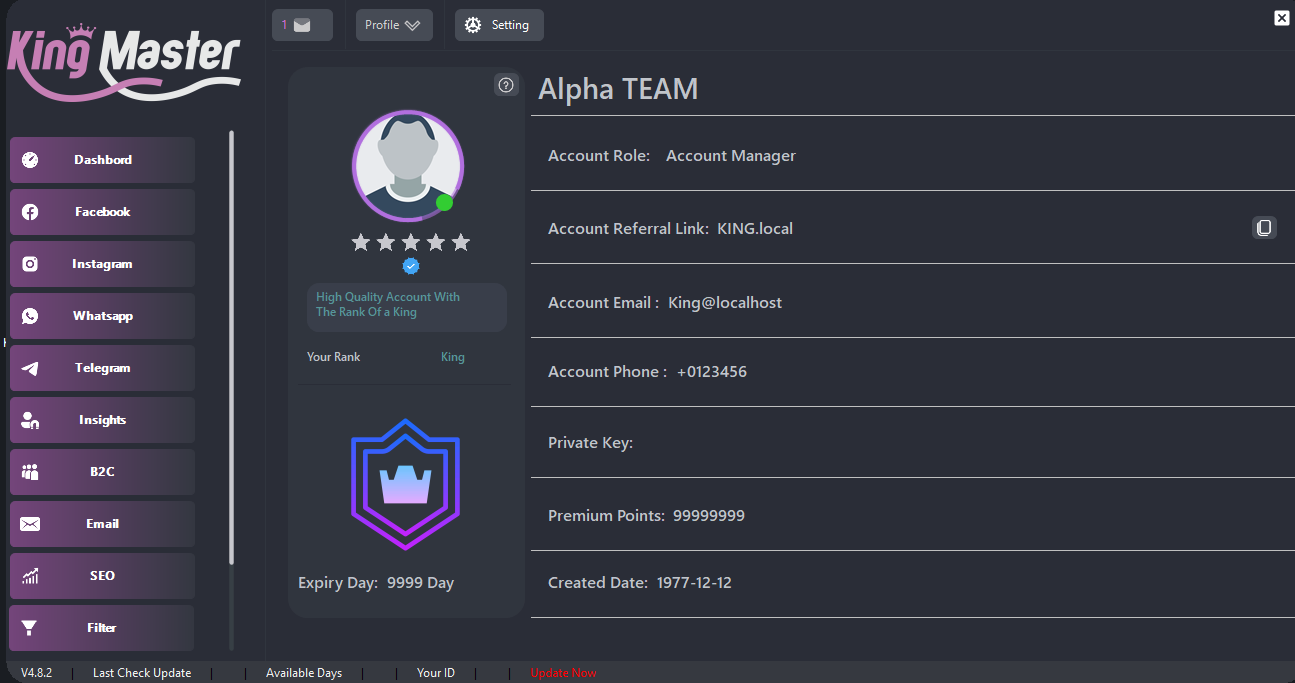 King Master
1
Profile
Setting
Dashbord
Facebook
Instagram
Whatsapp
Telegram
Insights
B2C
Email
SEO
Filter
High Quality Account With
The Rank Of a King
Your Rank King
Expiry Day: 9999 Day
Alpha TEAM
Account Role: Account Manager
Account Referral Link: KING.local
Account Email : King@localhost
Account Phone : +0123456
Private Key:
Premium Points: 99999999
Created Date: 1977-12-12
V4.8.2 Last Check Update Available Days Your ID Update Now